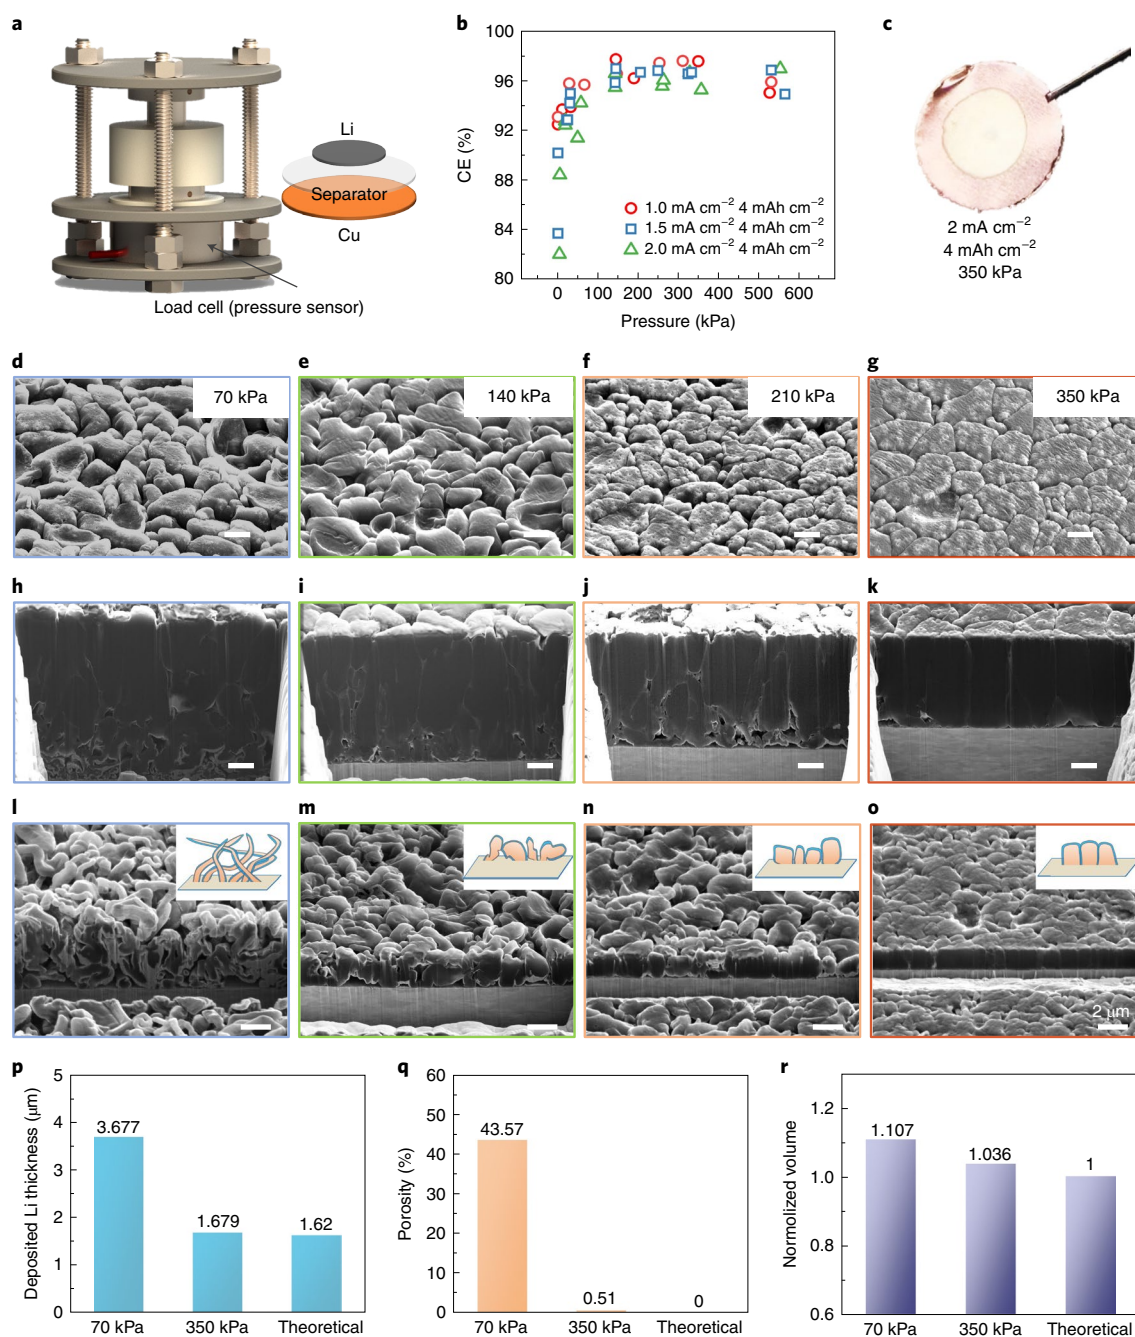 a
Li
Separator
Cu
Load cell (pressure sensor)
b
100
96
92
88
84
80
CE (%)
1.0 mA cm⁻² 4 mAh cm⁻²
1.5 mA cm⁻² 4 mAh cm⁻²
2.0 mA cm⁻² 4 mAh cm⁻²
0 100 200 300 400 500 600
Pressure (kPa)
c
2 mA cm⁻²
4 mAh cm⁻²
350 kPa
d
70 kPa
e
140 kPa
f
210 kPa
g
350 kPa
h
i
j
k
l
m
n
o
2 μm
p
Deposited Li thickness (μm)
5
4
3
2
1
0
3.677
1.679
1.62
70 kPa 350 kPa Theoretical
q
Porosity (%)
60
50
40
30
20
10
0
43.57
0.51
0
70 kPa 350 kPa Theoretical
r
Normolized volume
1.2
1.0
0.8
0.6
1.107
1.036
1
70 kPa 350 kPa Theoretical